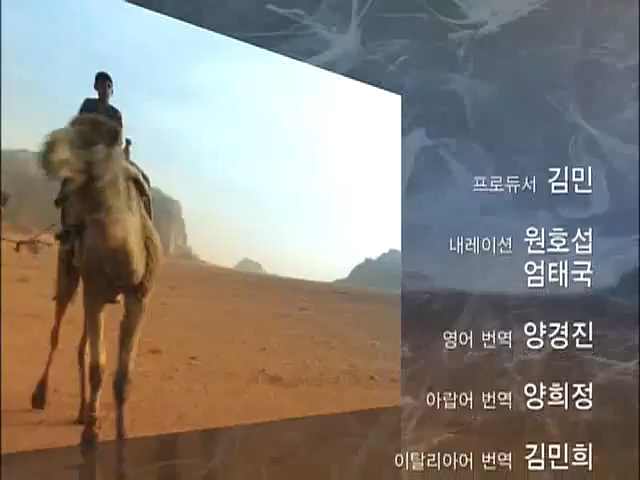 프로듀서 김민
내레이션 원호섭
엄태국
영어 번역 양경진
아랍어 번역 양희정
이탈리아어 번역 김민희